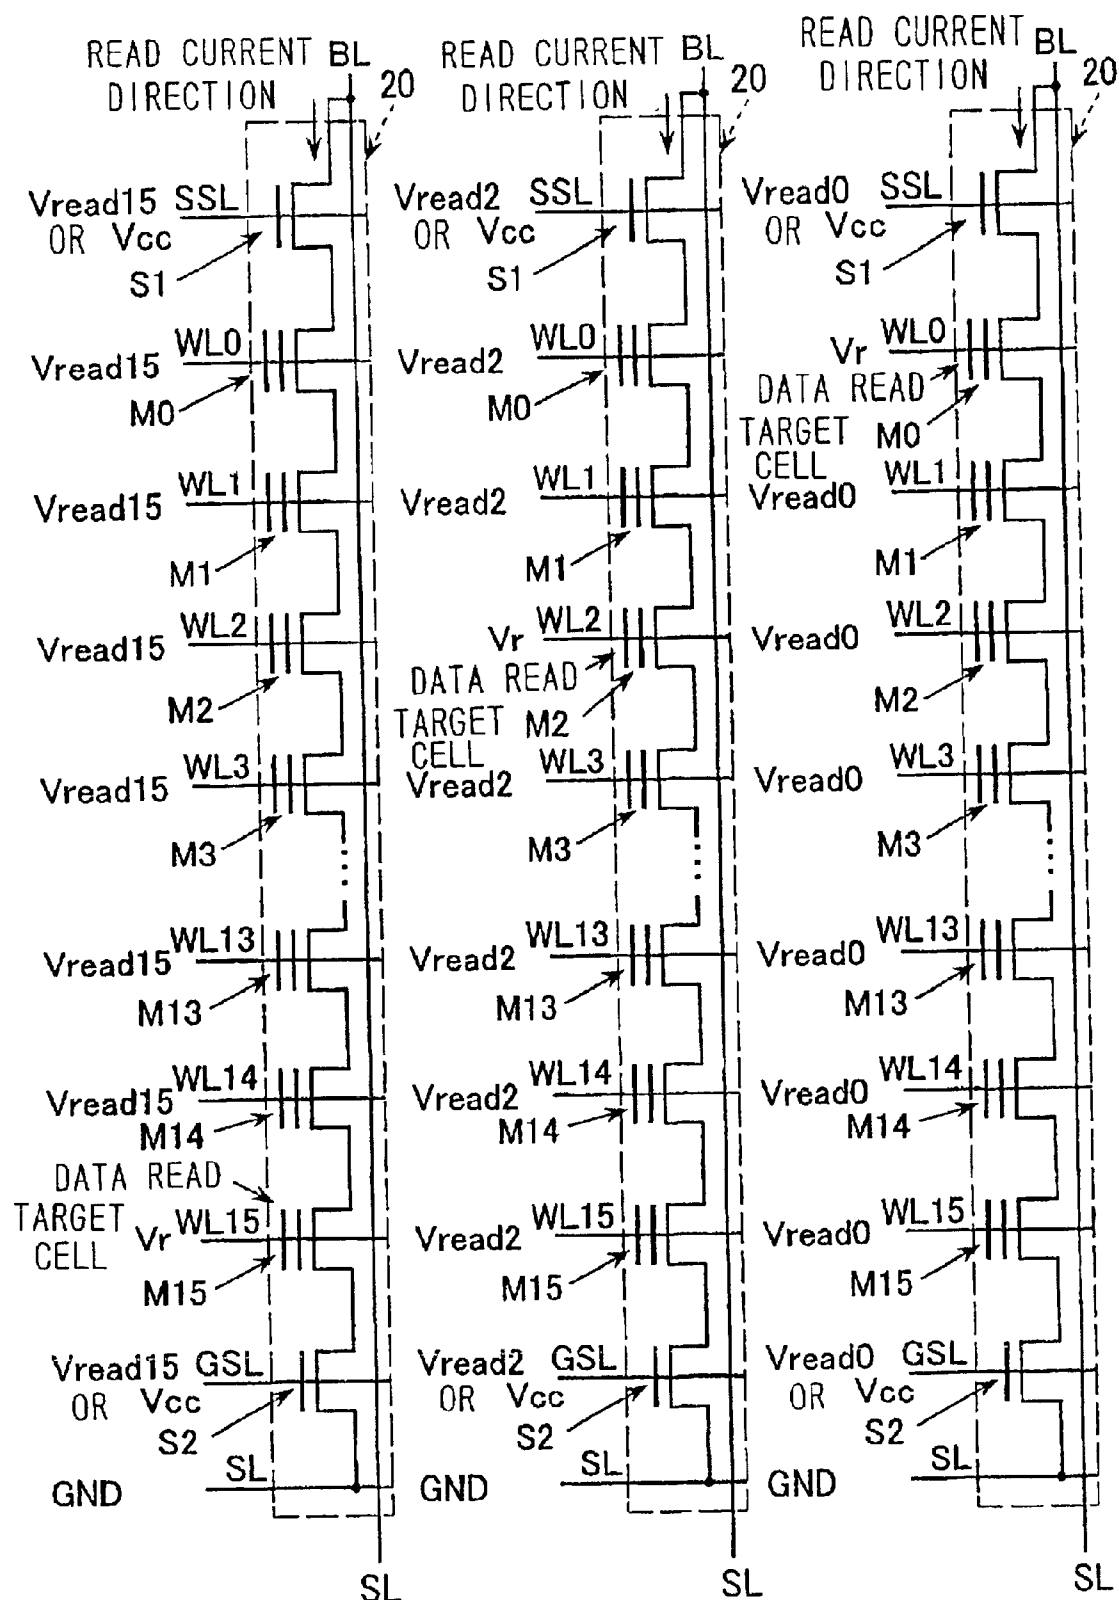 READ CURRENT BL
DIRECTION
20
Vread15 SSL
OR Vcc
S1
Vread15 WL0
M0
Vread15 WL1
M1
Vread15 WL2
M2
Vread15 WL3
M3
Vread15 WL13
M13
Vread15 WL14
M14
DATA READ
TARGET
CELL
Vr WL15
M15
Vread15 GSL
OR Vcc
S2
GND SL
SL
READ CURRENT BL
DIRECTION
20
Vread2 SSL
OR Vcc
S1
Vread2 WL0
M0
Vread2 WL1
M1
Vr WL2
DATA READ
TARGET M2
CELL
Vread2 WL3
M3
Vread2 WL13
M13
Vread2 WL14
M14
Vread2 WL15
M15
Vread2 GSL
OR Vcc
S2
GND SL
SL
READ CURRENT BL
DIRECTION
20
Vread0 SSL
OR Vcc
S1
Vr WL0
DATA READ
TARGET M0
CELL
Vread0 WL1
M1
Vread0 WL2
M2
Vread0 WL3
M3
Vread0 WL13
M13
Vread0 WL14
M14
Vread0 WL15
M15
Vread0 GSL
OR Vcc
S2
GND SL
SL